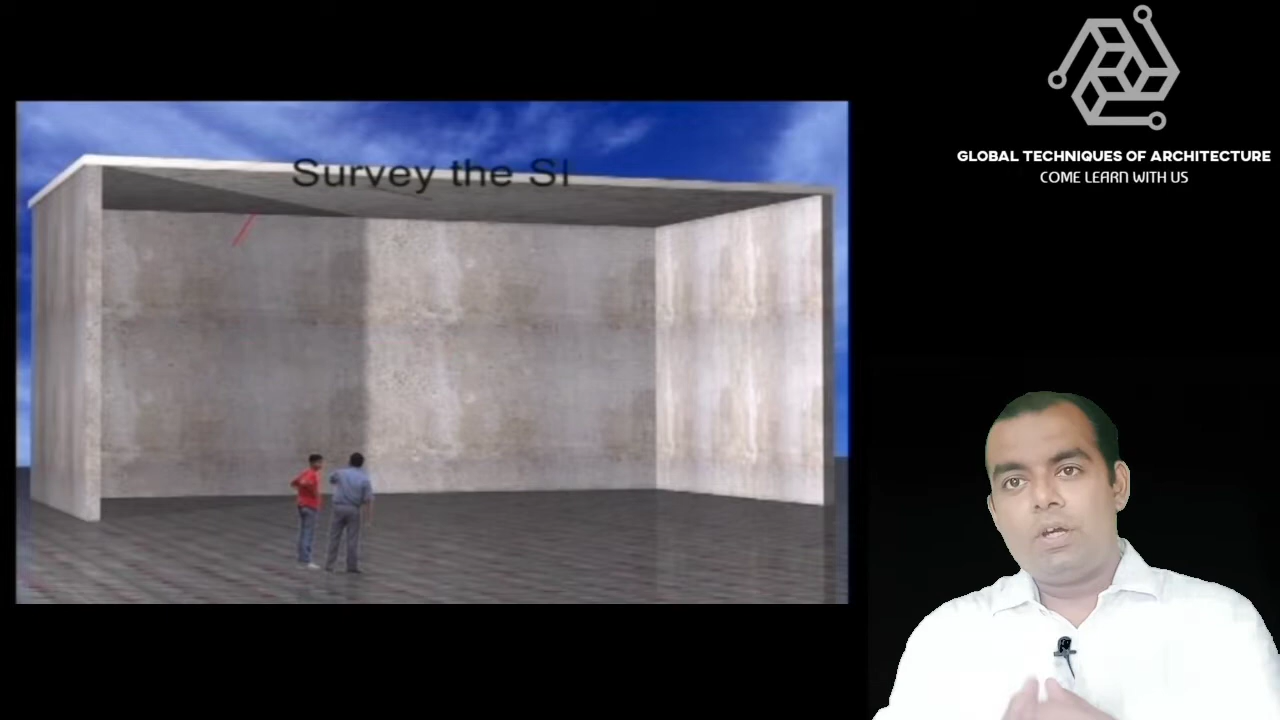 Survey the SI
GLOBAL TECHNIQUES OF ARCHITECTURE
COME LEARN WITH US